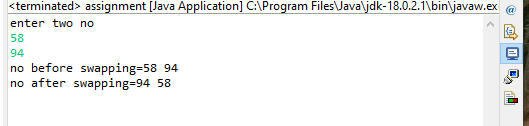 <terminated> assignment [Java Application] C:\Program Files\Java\jdk-18.0.2.1\bin\javaw.ex
enter two no
58
94
no before swapping=58 94
no after swapping=94 58